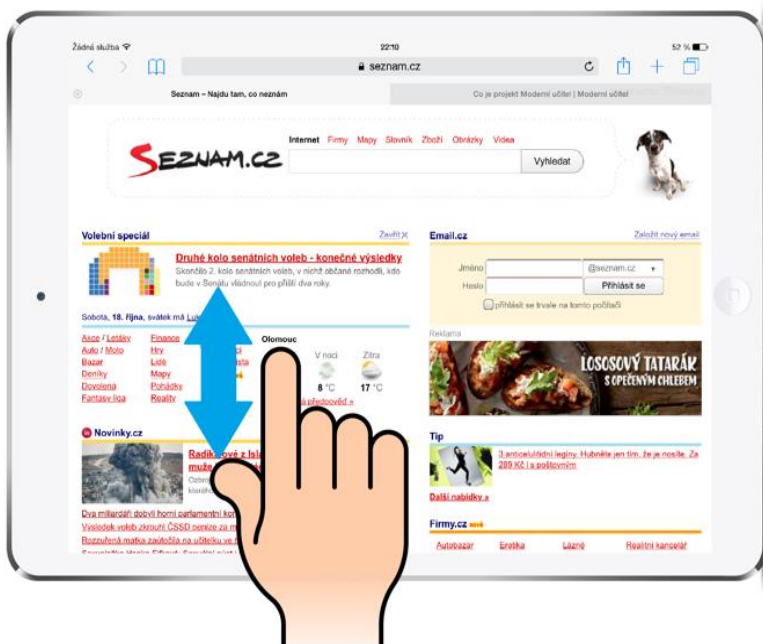 Žádná služba
22:10
52 %
seznam.cz
Seznam – Najdu tam, co neznám
Co je projekt Moderní učitel | Moderní učitel
Internet Firmy Mapy Slovník Zboží Obrázky Videa
SEZNAM.CZ
Vyhledat
Volební speciál
Zavřít X
Druhé kolo senátních voleb - konečné výsledky
Skončilo 2. kolo senátních voleb, v nichž občané rozhodli, kdo
bude v Senátu vládnout pro příští dva roky.
Sobota, 18. října, svátek má
Akce / Letáky
Auto / Moto
Bazar
Deníky
Dovolená
Fantasy liga
Finance
Hry
Lidé
Mapy
Pohádky
Reality
Olomouc
V noci
Zítra
8 °C
17 °C
předpověď »
Novinky.cz
muže
Dva miliardáři dobyli horní parlamentní
Výsledek voleb zkrouhl ČSSD peníze za
Rozzuřená matka zaútočila na učitelku ve
Email.cz
Založit nový email
Jméno
@seznam.cz
Heslo
Přihlásit se
přihlásit se trvale na tomto počítači
Reklama
LOSOSOVÝ TATARÁK
S OPEČENÝM CHLEBEM
Tip
3 anticelulitidní legíny. Hubněte jen tím, že je nosíte. Za
289 Kč i s poštovným
Další nabídky »
Firmy.cz nové
Autobazar
Erotika
Lázně
Realitní kancelář